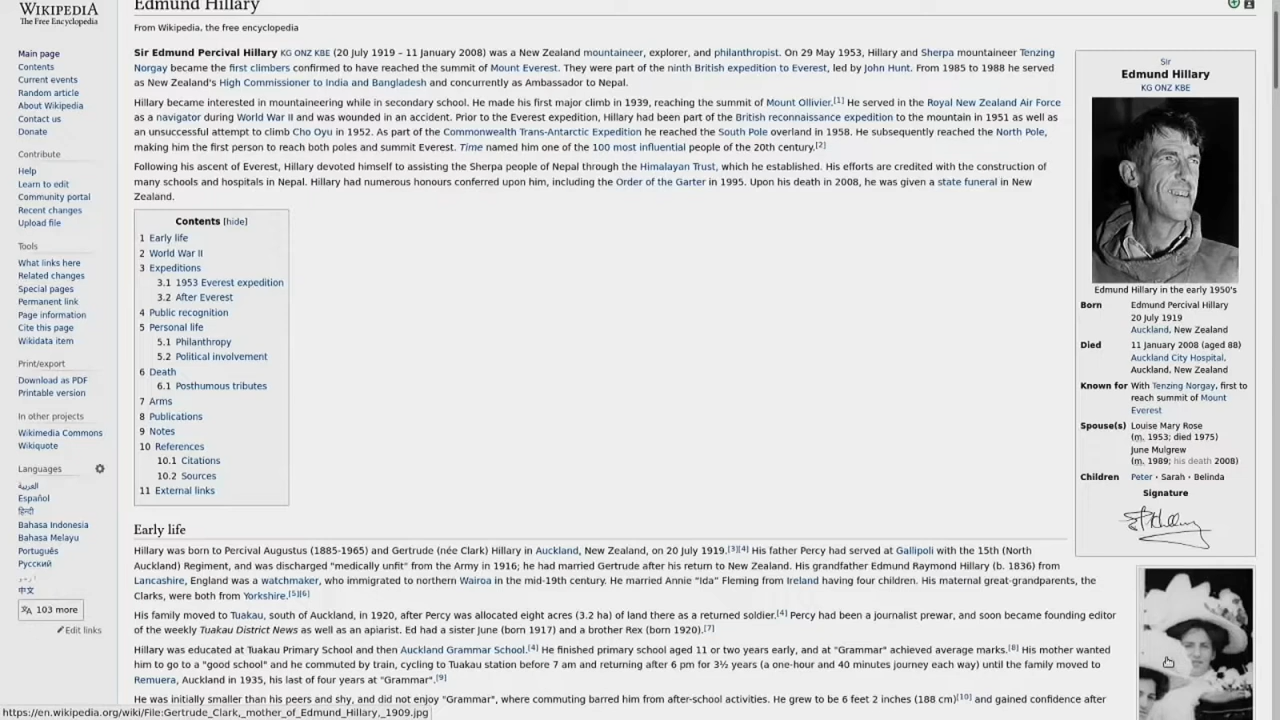 WIKIPEDIA
The Free Encyclopedia
Main page
Contents
Current events
Random article
About Wikipedia
Contact us
Donate
Contribute
Help
Learn to edit
Community portal
Recent changes
Upload file
Tools
What links here
Related changes
Special pages
Permanent link
Page information
Cite this page
Wikidata item
Print/export
Download as PDF
Printable version
In other projects
Wikimedia Commons
Wikiquote
Languages
العربية
Español
हिन्दी
Bahasa Indonesia
Bahasa Melayu
Português
Русский
اردو
中文
103 more
Edit links
Edmund Hillary
From Wikipedia, the free encyclopedia
Sir Edmund Percival Hillary KG ONZ KBE (20 July 1919 – 11 January 2008) was a New Zealand mountaineer, explorer, and philanthropist. On 29 May 1953, Hillary and Sherpa mountaineer Tenzing
Norgay became the first climbers confirmed to have reached the summit of Mount Everest. They were part of the ninth British expedition to Everest, led by John Hunt. From 1985 to 1988 he served
as New Zealand's High Commissioner to India and Bangladesh and concurrently as Ambassador to Nepal.
Hillary became interested in mountaineering while in secondary school. He made his first major climb in 1939, reaching the summit of Mount Ollivier.[1] He served in the Royal New Zealand Air Force
as a navigator during World War II and was wounded in an accident. Prior to the Everest expedition, Hillary had been part of the British reconnaissance expedition to the mountain in 1951 as well as
an unsuccessful attempt to climb Cho Oyu in 1952. As part of the Commonwealth Trans-Antarctic Expedition he reached the South Pole overland in 1958. He subsequently reached the North Pole,
making him the first person to reach both poles and summit Everest. Time named him one of the 100 most influential people of the 20th century.[2]
Following his ascent of Everest, Hillary devoted himself to assisting the Sherpa people of Nepal through the Himalayan Trust, which he established. His efforts are credited with the construction of
many schools and hospitals in Nepal. Hillary had numerous honours conferred upon him, including the Order of the Garter in 1995. Upon his death in 2008, he was given a state funeral in New
Zealand.
Contents [hide]
1 Early life
2 World War II
3 Expeditions
3.1 1953 Everest expedition
3.2 After Everest
4 Public recognition
5 Personal life
5.1 Philanthropy
5.2 Political involvement
6 Death
6.1 Posthumous tributes
7 Arms
8 Publications
9 Notes
10 References
10.1 Citations
10.2 Sources
11 External links
Early life
Hillary was born to Percival Augustus (1885-1965) and Gertrude (née Clark) Hillary in Auckland, New Zealand, on 20 July 1919.[3][4] His father Percy had served at Gallipoli with the 15th (North
Auckland) Regiment, and was discharged "medically unfit" from the Army in 1916; he had married Gertrude after his return to New Zealand. His grandfather Edmund Raymond Hillary (b. 1836) from
Lancashire, England was a watchmaker, who immigrated to northern Wairoa in the mid-19th century. He married Annie "Ida" Fleming from Ireland having four children. His maternal great-grandparents, the
Clarks, were both from Yorkshire.[5][6]
His family moved to Tuakau, south of Auckland, in 1920, after Percy was allocated eight acres (3.2 ha) of land there as a returned soldier.[4] Percy had been a journalist prewar, and soon became founding editor
of the weekly Tuakau District News as well as an apiarist. Ed had a sister June (born 1917) and a brother Rex (born 1920).[7]
Hillary was educated at Tuakau Primary School and then Auckland Grammar School.[4] He finished primary school aged 11 or two years early, and at "Grammar" achieved average marks.[8] His mother wanted
him to go to a "good school" and he commuted by train, cycling to Tuakau station before 7 am and returning after 6 pm for 3½ years (a one-hour and 40 minutes journey each way) until the family moved to
Remuera, Auckland in 1935, his last of four years at "Grammar".[9]
He was initially smaller than his peers and shy, and did not enjoy "Grammar", where commuting barred him from after-school activities. He grew to be 6 feet 2 inches (188 cm)[10] and gained confidence after
Sir
Edmund Hillary
KG ONZ KBE
Edmund Hillary in the early 1950's
Born Edmund Percival Hillary
20 July 1919
Auckland, New Zealand
Died 11 January 2008 (aged 88)
Auckland City Hospital,
Auckland, New Zealand
Known for With Tenzing Norgay, first to
reach summit of Mount
Everest
Spouse(s) Louise Mary Rose
(m. 1953; died 1975)
June Mulgrew
(m. 1989; his death 2008)
Children Peter · Sarah · Belinda
Signature
https://en.wikipedia.org/wiki/File:Gertrude_Clark,_mother_of_Edmund_Hillary,_1909.jpg